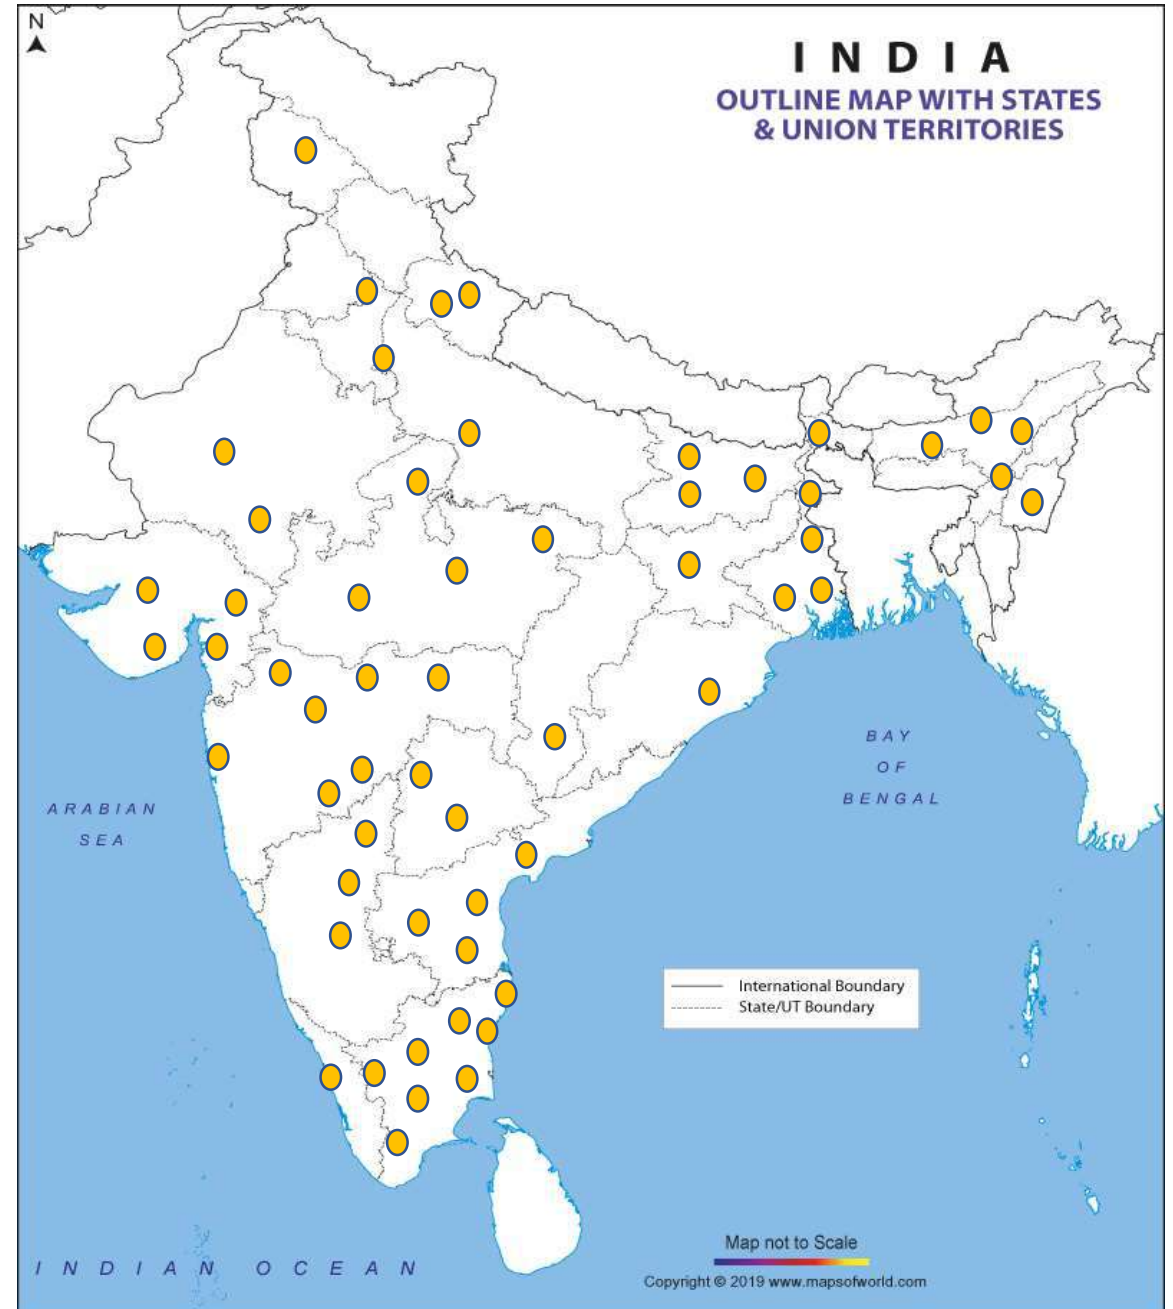 N
I N D I A
OUTLINE MAP WITH STATES
& UNION TERRITORIES
BAY
OF
BENGAL
ARABIAN
SEA
International Boundary
State/UT Boundary
Map not to Scale
INDIAN OCEAN
Copyright © 2019 www.mapsofworld.com